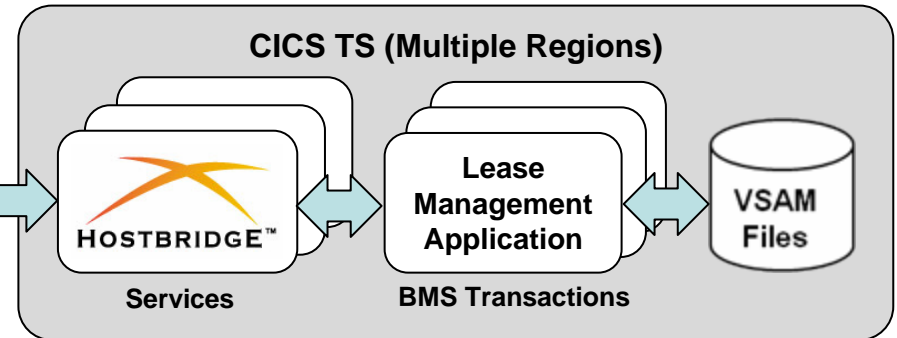 CICS TS (Multiple Regions)
HOSTBRIDGE™
Lease
Management
Application
VSAM
Files
Services
BMS Transactions